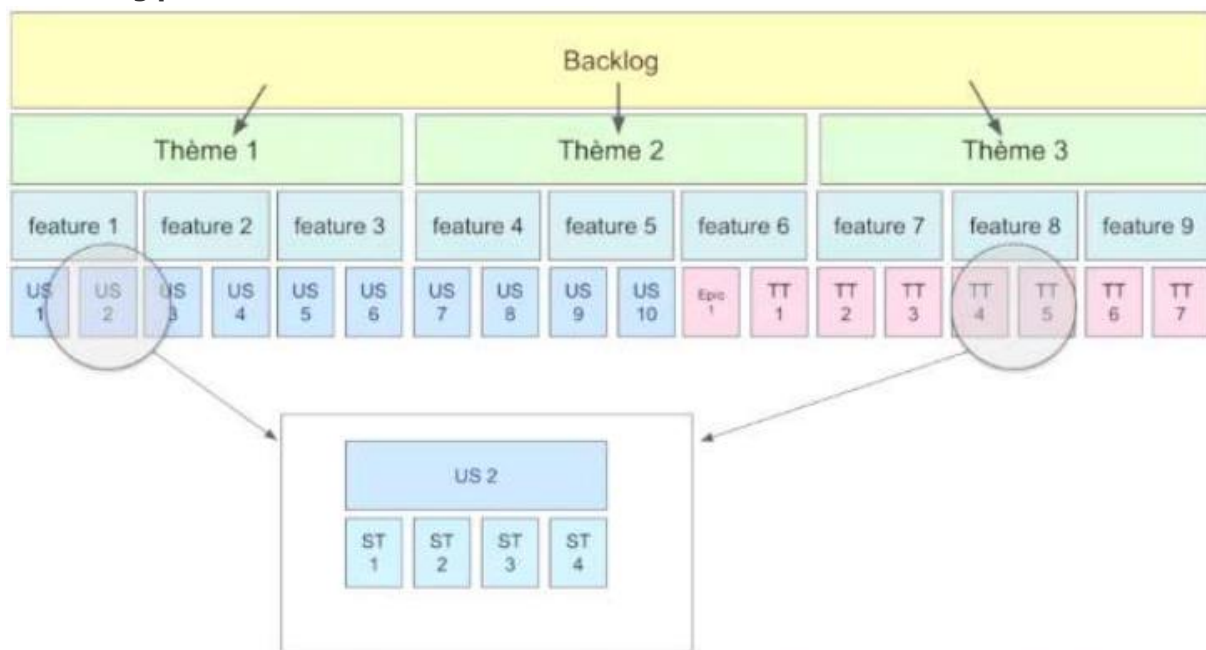 Backlog
Thème 1 Thème 2 Thème 3
feature 1 feature 2 feature 3 feature 4 feature 5 feature 6 feature 7 feature 8 feature 9
US US US US US US US US US US Epic TT TT TT TT TT TT TT
1 2 3 4 5 6 7 8 9 10 1 1 2 3 4 5 6 7
US 2
ST ST ST ST
1 2 3 4